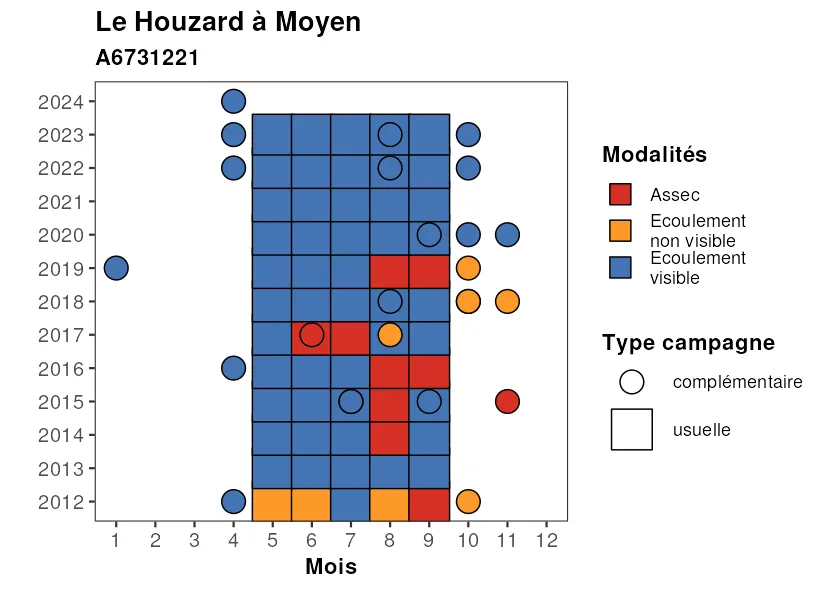 Le Houzard à Moyen
A6731221
2024
2023
2022
2021
2020
2019
2018
2017
2016
2015
2014
2013
2012
1 2 3 4 5 6 7 8 9 10 11 12
Mois
Modalités
Assec
Ecoulement
non visible
Ecoulement
visible
Type campagne
complémentaire
usuelle